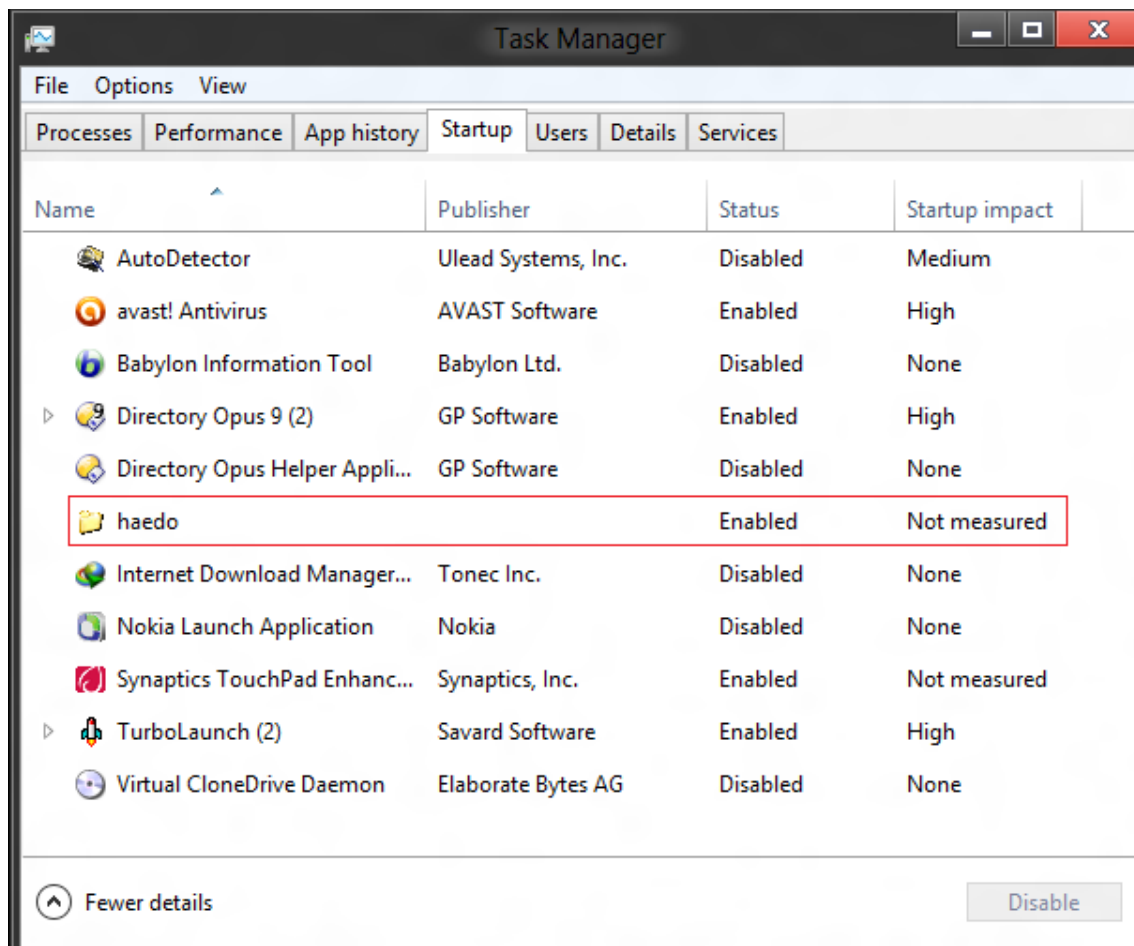 Task Manager
File Options View
Processes Performance App history Startup Users Details Services
Name Publisher Status Startup impact
AutoDetector Ulead Systems, Inc. Disabled Medium
avast! Antivirus AVAST Software Enabled High
Babylon Information Tool Babylon Ltd. Disabled None
Directory Opus 9 (2) GP Software Enabled High
Directory Opus Helper Appli... GP Software Disabled None
haedo Enabled Not measured
Internet Download Manager... Tonec Inc. Disabled None
Nokia Launch Application Nokia Disabled None
Synaptics TouchPad Enhanc... Synaptics, Inc. Enabled Not measured
TurboLaunch (2) Savard Software Enabled High
Virtual CloneDrive Daemon Elaborate Bytes AG Disabled None
Fewer details Disable